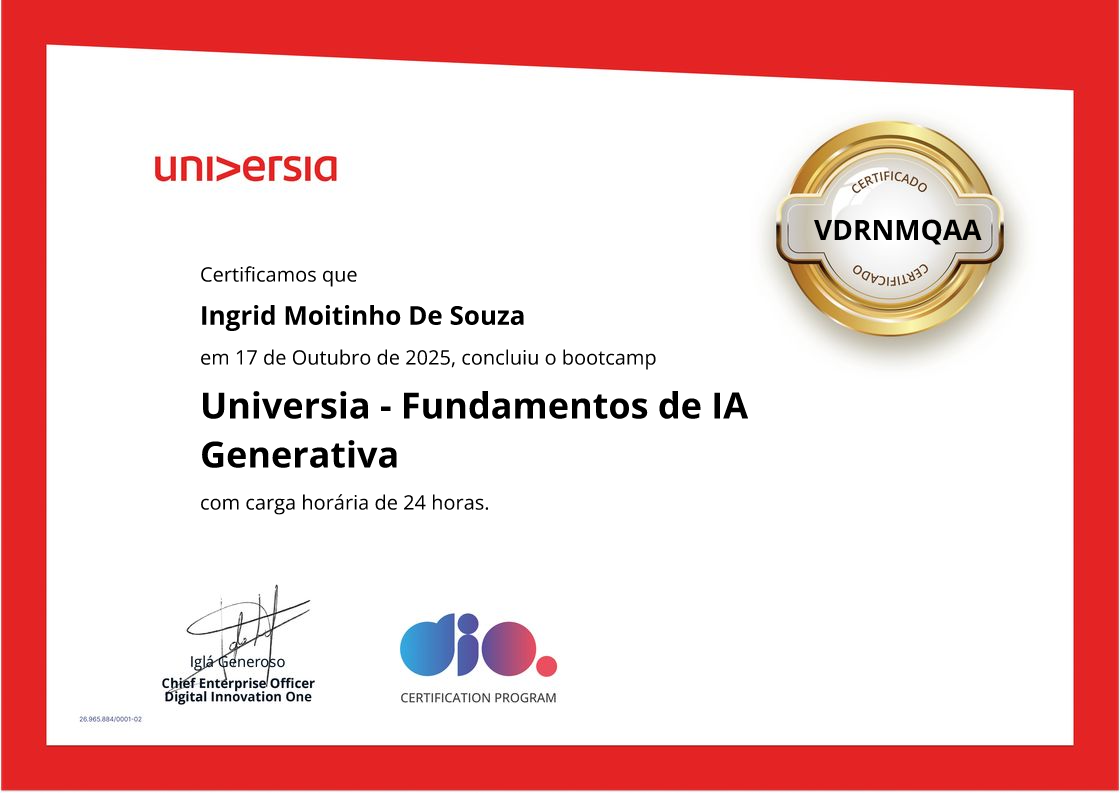 universia
CERTIFICADO
VDRNMQAA
CERTIFICADO
Certificamos que
Ingrid Moitinho De Souza
em 17 de Outubro de 2025, concluiu o bootcamp
Universia - Fundamentos de IA
Generativa
com carga horária de 24 horas.
Iglá Generoso
Chief Enterprise Officer
Digital Innovation One
dio.
CERTIFICATION PROGRAM
26.965.884/0001-02